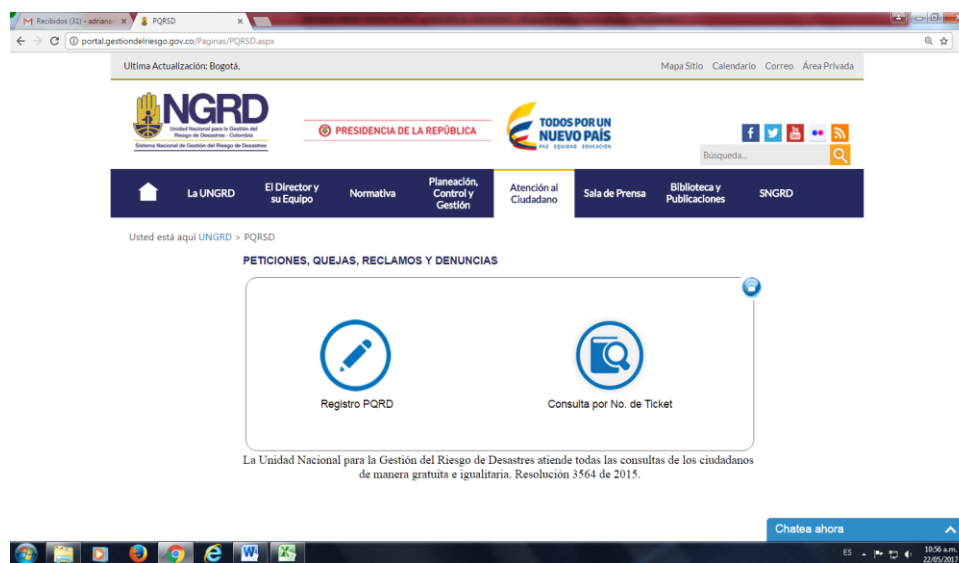 Recibidos (31) - adriano
PQRSD
portal.gestiondelriesgo.gov.co/Paginas/PQRSD.aspx
Ultima Actualización: Bogotá,
Mapa Sitio Calendario Correo Área Privada
NGRD
Unidad Nacional para la Gestión del
Riesgo de Desastres - Colombia
Sistema Nacional de Gestión del Riesgo de Desastres
PRESIDENCIA DE LA REPÚBLICA
TODOS POR UN
NUEVO PAÍS
PAZ EQUIDAD EDUCACIÓN
Búsqueda...
La UNGRD
El Director y
su Equipo
Normativa
Planeación,
Control y
Gestión
Atención al
Ciudadano
Sala de Prensa
Biblioteca y
Publicaciones
SNGRD
Usted está aquí UNGRD > PQRSD
PETICIONES, QUEJAS, RECLAMOS Y DENUNCIAS
Registro PQRD
Consulta por No. de Ticket
La Unidad Nacional para la Gestión del Riesgo de Desastres atiende todas las consultas de los ciudadanos
de manera gratuita e igualitaria. Resolución 3564 de 2015.
Chatea ahora
ES
10:56 a.m.
22/05/2017